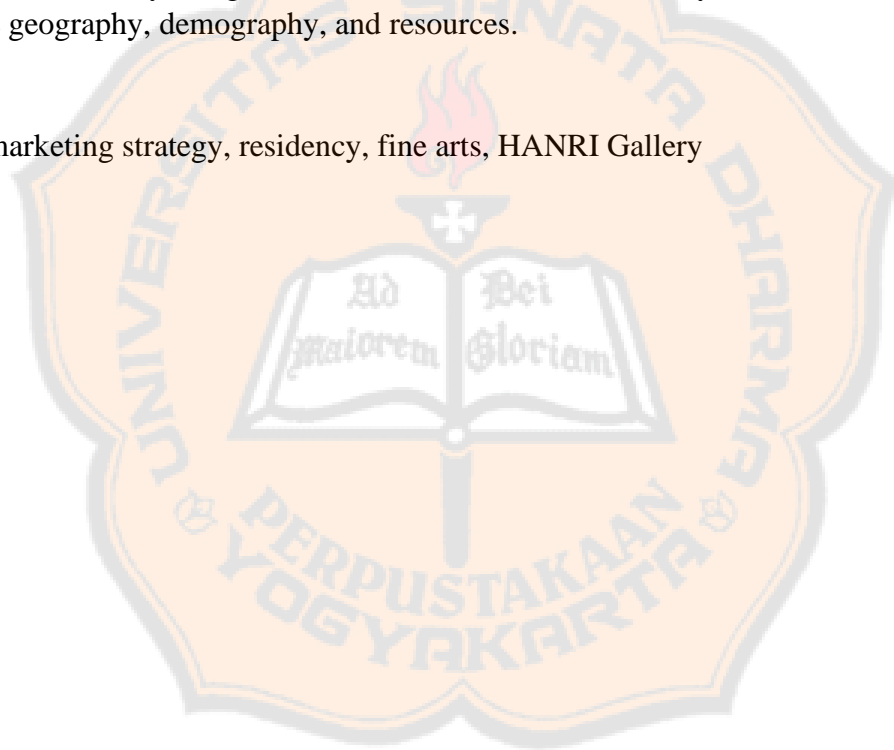 geography, demography, and resources.
marketing strategy, residency, fine arts, HANRI Gallery
UNIVERSITAS SANATA DHARMA
Ad
Maiorem
Dei
Gloriam
PERPUSTAKAAN
YOGYAKARTA